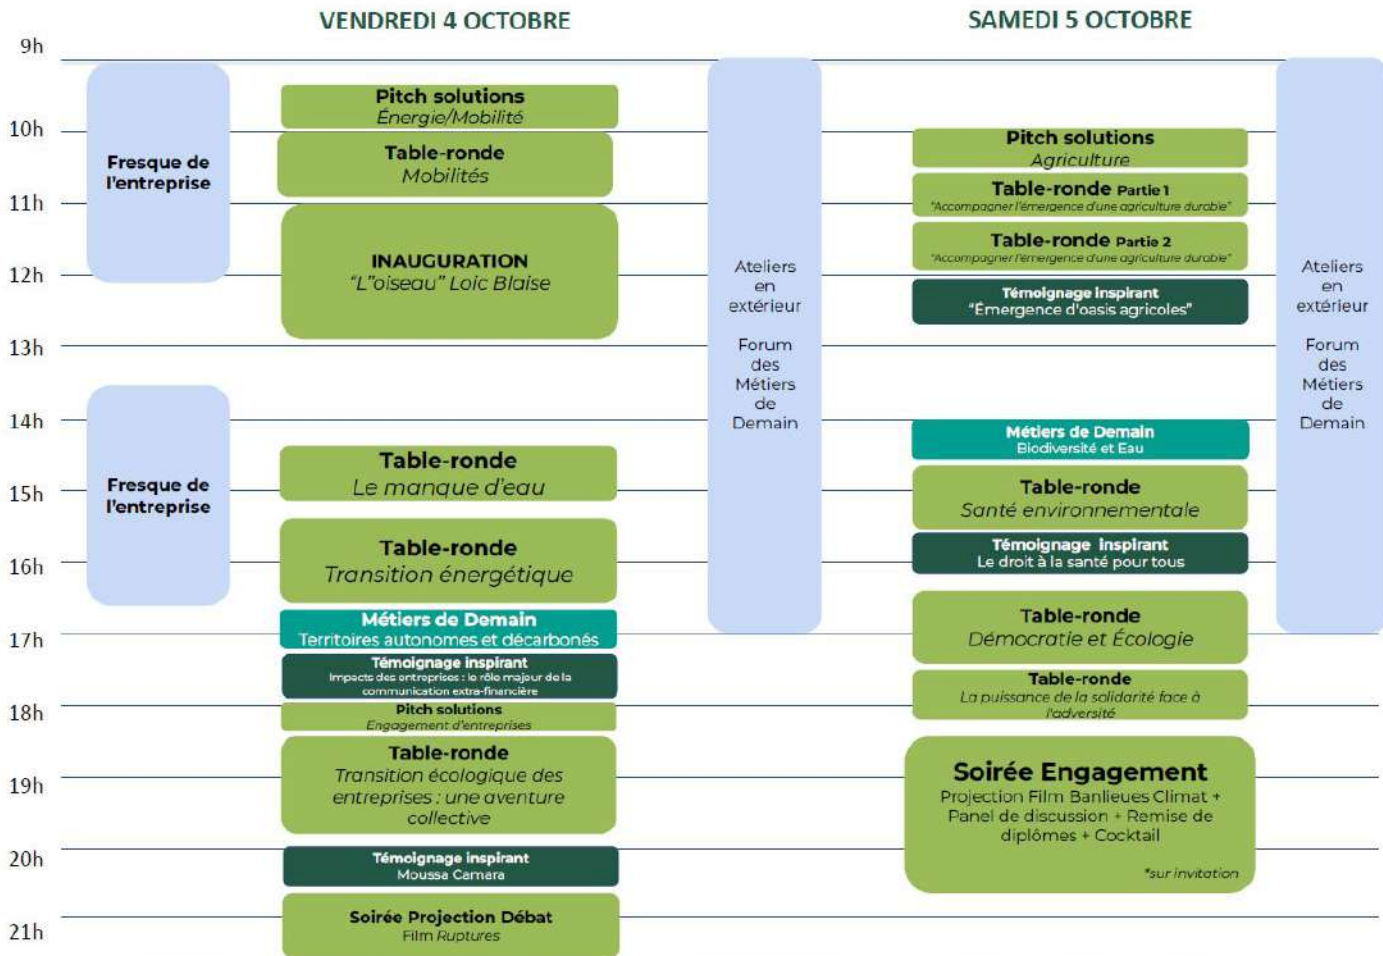 VENDREDI 4 OCTOBRE
SAMEDI 5 OCTOBRE
9h
10h
11h
12h
13h
14h
15h
16h
17h
18h
19h
20h
21h
Fresque de
l'entreprise
Fresque de
l'entreprise
Pitch solutions
Énergie/Mobilité
Table-ronde
Mobilités
INAUGURATION
"L"oiseau" Loic Blaise
Table-ronde
Le manque d'eau
Table-ronde
Transition énergétique
Métiers de Demain
Territoires autonomes et décarbonés
Témoignage inspirant
Impacts des entreprises : le rôle majeur de la
communication extra-financière
Pitch solutions
Engagement d'entreprises
Table-ronde
Transition écologique des
entreprises : une aventure
collective
Témoignage inspirant
Moussa Camara
Soirée Projection Débat
Film Ruptures
Ateliers
en
extérieur
Forum
des
Métiers
de
Demain
Pitch solutions
Agriculture
Table-ronde Partie 1
"Accompagner l'émergence d'une agriculture durable"
Table-ronde Partie 2
"Accompagner l'émergence d'une agriculture durable"
Témoignage inspirant
"Émergence d'oasis agricoles"
Métiers de Demain
Biodiversité et Eau
Table-ronde
Santé environnementale
Témoignage inspirant
Le droit à la santé pour tous
Table-ronde
Démocratie et Écologie
Table-ronde
La puissance de la solidarité face à
l'adversité
Soirée Engagement
Projection Film Banlieues Climat +
Panel de discussion + Remise de
diplômes + Cocktail
*sur invitation
Ateliers
en
extérieur
Forum
des
Métiers
de
Demain